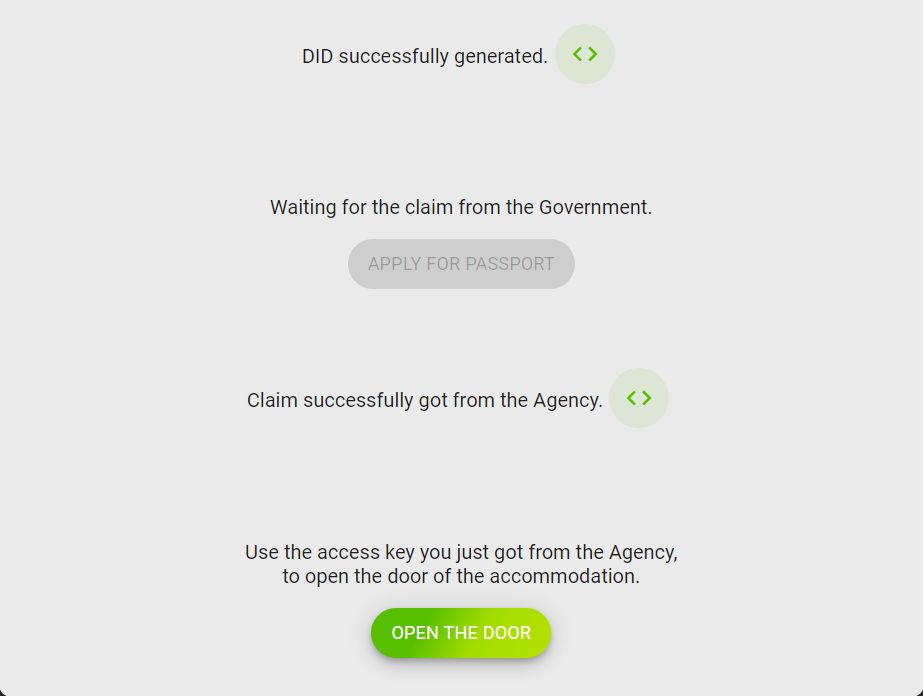 DID successfully generated.
Waiting for the claim from the Government.
APPLY FOR PASSPORT
Claim successfully got from the Agency.
Use the access key you just got from the Agency,
to open the door of the accommodation.
OPEN THE DOOR